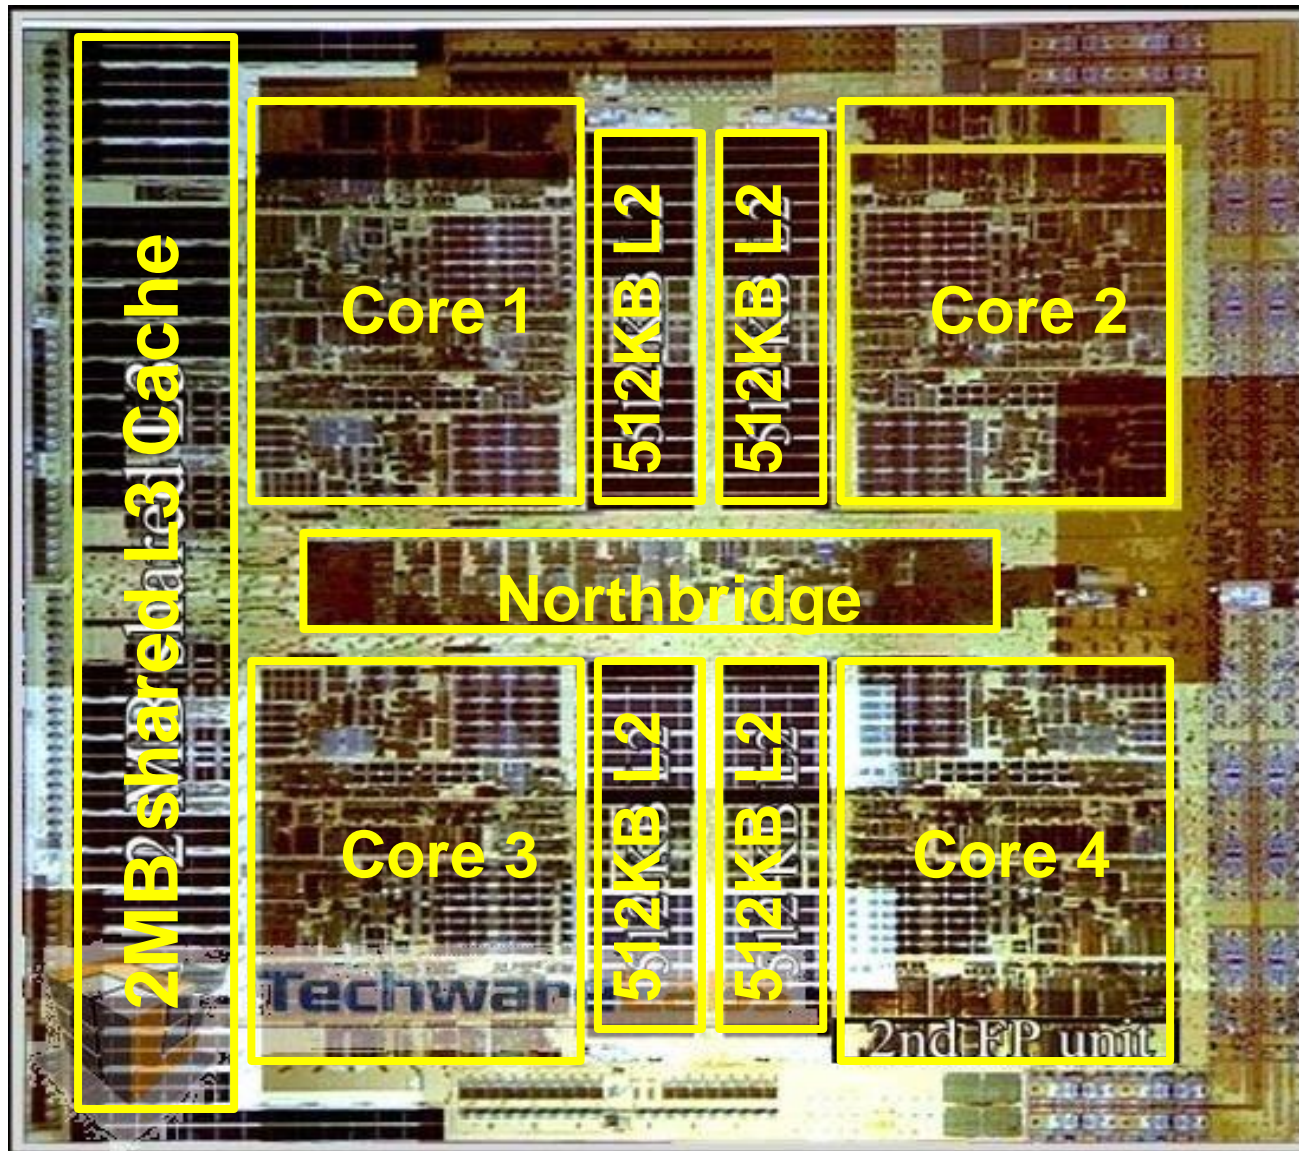 2MB shared L3 Cache
Core 1
512KB L2
512KB L2
Core 2
Northbridge
Core 3
512KB L2
512KB L2
Core 4
Techware
2nd FP unit